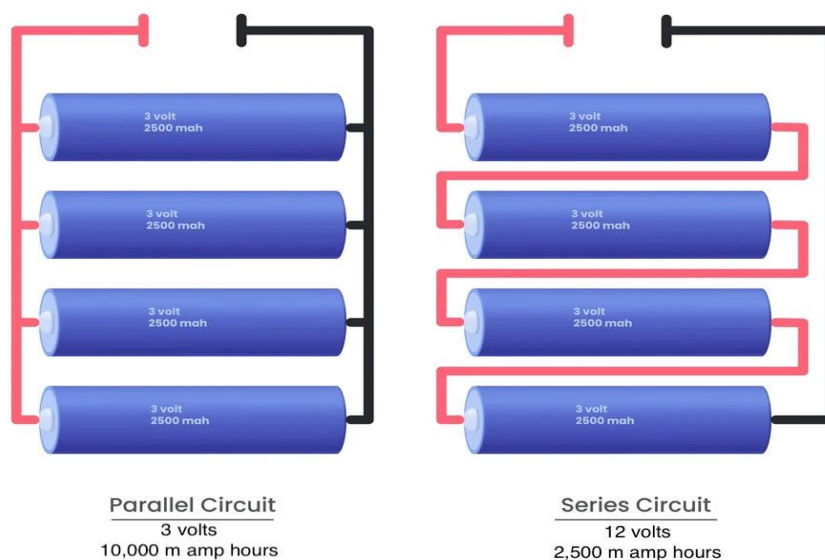 3 volt
2500 mah
3 volt
2500 mah
3 volt
2500 mah
3 volt
2500 mah
Parallel Circuit
3 volts
10,000 m amp hours
3 volt
2500 mah
3 volt
2500 mah
3 volt
2500 mah
3 volt
2500 mah
Series Circuit
12 volts
2,500 m amp hours